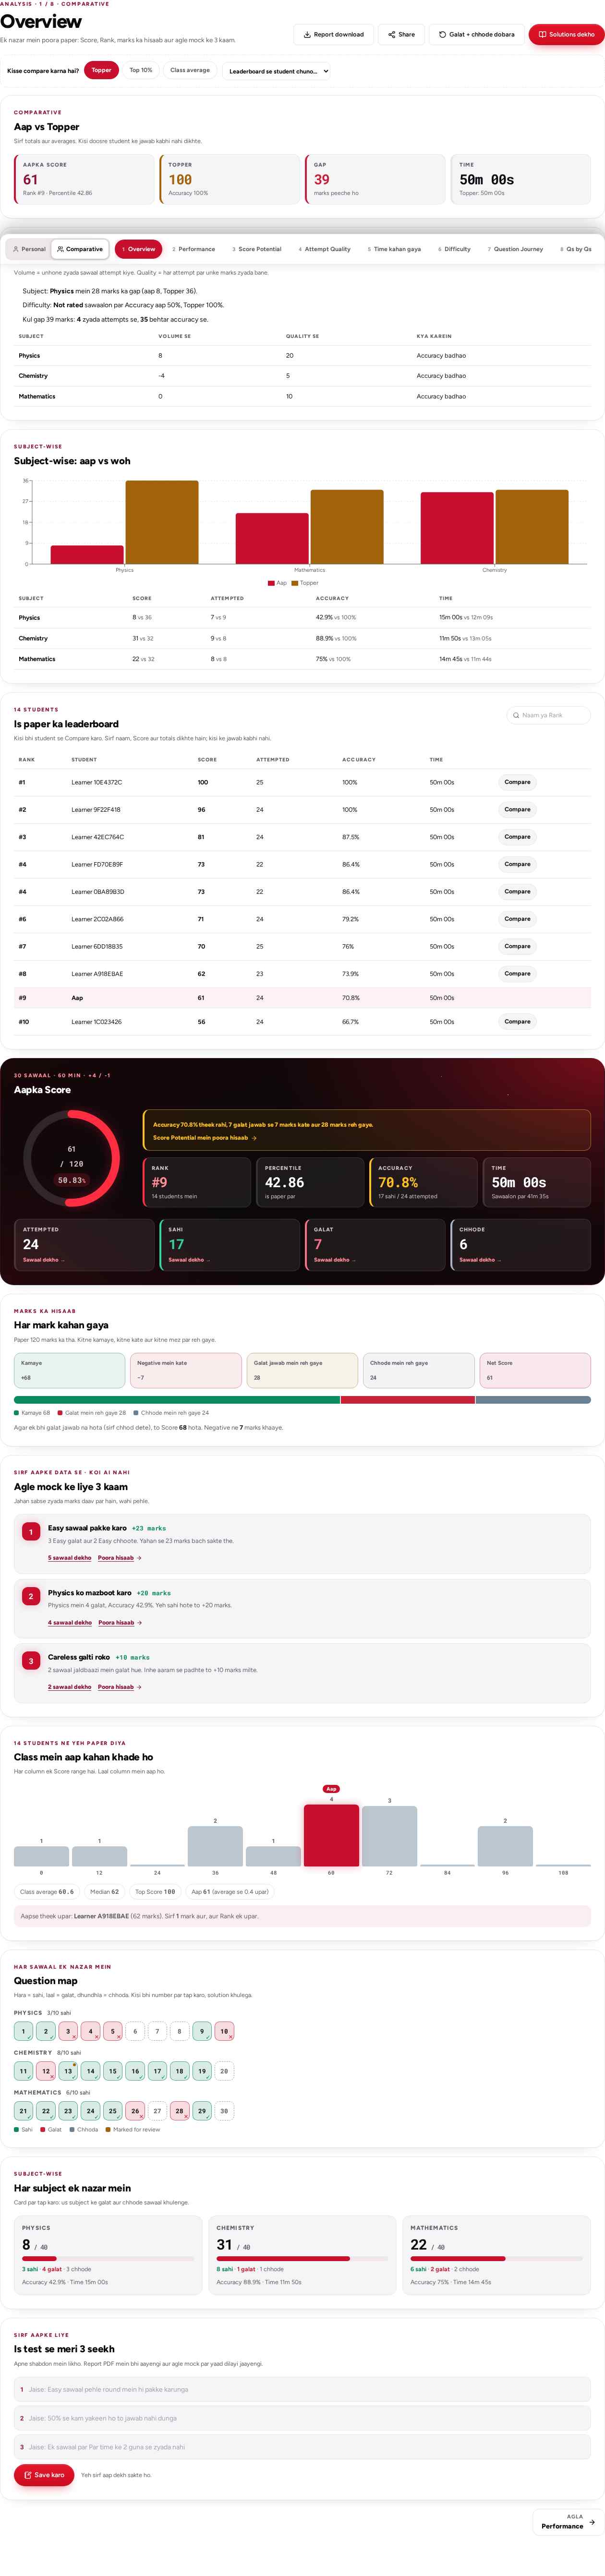 ANALYSIS · 1 / 8 · COMPARATIVE
Overview
Ek nazar mein poora paper: Score, Rank, marks ka hisaab aur agle mock ke 3 kaam.
Report download
Share
Galat + chhode dobara
Solutions dekho
Kisse compare karna hai?
Topper
Top 10%
Class average
Leaderboard se student chuno...
COMPARATIVE
Aap vs Topper
Sirf totals aur averages. Kisi doosre student ke jawab kabhi nahi dikhte.
AAPKA SCORE
61
Rank #9 · Percentile 42.86
TOPPER
100
Accuracy 100%
GAP
39
marks peeche ho
TIME
50m 00s
Topper: 50m 00s
Personal
Comparative
1 Overview
2 Performance
3 Score Potential
4 Attempt Quality
5 Time kahan gaya
6 Difficulty
7 Question Journey
8 Qs by Qs
Volume = unhone zyada sawaal attempt kiye. Quality = har attempt par unke marks zyada bane.
Subject: Physics mein 28 marks ka gap (aap 8, Topper 36).
Difficulty: Not rated sawaalon par Accuracy aap 50%, Topper 100%.
Kul gap 39 marks: 4 zyada attempts se, 35 behtar accuracy se.
SUBJECT VOLUME SE QUALITY SE KYA KAREIN
Physics 8 20 Accuracy badhao
Chemistry -4 5 Accuracy badhao
Mathematics 0 10 Accuracy badhao
SUBJECT-WISE
Subject-wise: aap vs woh
36
27
18
9
0
Physics Mathematics Chemistry
Aap Topper
SUBJECT SCORE ATTEMPTED ACCURACY TIME
Physics 8 vs 36 7 vs 9 42.9% vs 100% 15m 00s vs 12m 09s
Chemistry 31 vs 32 9 vs 8 88.9% vs 100% 11m 50s vs 13m 05s
Mathematics 22 vs 32 8 vs 8 75% vs 100% 14m 45s vs 11m 44s
14 STUDENTS
Is paper ka leaderboard
Kisi bhi student se Compare karo. Sirf naam, Score aur totals dikhte hain; kisi ke jawab kabhi nahi.
Naam ya Rank
RANK STUDENT SCORE ATTEMPTED ACCURACY TIME
#1 Learner 10E4372C 100 25 100% 50m 00s Compare
#2 Learner 9F22F418 96 24 100% 50m 00s Compare
#3 Learner 42EC764C 81 24 87.5% 50m 00s Compare
#4 Learner FD70E89F 73 22 86.4% 50m 00s Compare
#4 Learner 0BA89B3D 73 22 86.4% 50m 00s Compare
#6 Learner 2C02A866 71 24 79.2% 50m 00s Compare
#7 Learner 6DD18B35 70 25 76% 50m 00s Compare
#8 Learner A918EBAE 62 23 73.9% 50m 00s Compare
#9 Aap 61 24 70.8% 50m 00s
#10 Learner 1C023426 56 24 66.7% 50m 00s Compare
30 SAWAAL · 60 MIN · +4 / -1
Aapka Score
61
/ 120
50.83%
Accuracy 70.8% theek rahi, 7 galat jawab se 7 marks kate aur 28 marks reh gaye.
Score Potential mein poora hisaab →
RANK
#9
14 students mein
PERCENTILE
42.86
is paper par
ACCURACY
70.8%
17 sahi / 24 attempted
TIME
50m 00s
Sawaalon par 41m 35s
ATTEMPTED
24
Sawaal dekho →
SAHI
17
Sawaal dekho →
GALAT
7
Sawaal dekho →
CHHODE
6
Sawaal dekho →
MARKS KA HISAAB
Har mark kahan gaya
Paper 120 marks ka tha. Kitne kamaye, kitne kate aur kitne mez par reh gaye.
Kamaye
+68
Negative mein kate
-7
Galat jawab mein reh gaye
28
Chhode mein reh gaye
24
Net Score
61
Kamaye 68 Galat mein reh gaye 28 Chhode mein reh gaye 24
Agar ek bhi galat jawab na hota (sirf chhod dete), to Score 68 hota. Negative ne 7 marks khaaye.
SIRF AAPKE DATA SE · KOI AI NAHI
Agle mock ke liye 3 kaam
Jahan sabse zyada marks daav par hain, wahi pehle.
1 Easy sawaal pakke karo +23 marks
3 Easy galat aur 2 Easy chhoote. Yahan se 23 marks bach sakte the.
5 sawaal dekho Poora hisaab →
2 Physics ko mazboot karo +20 marks
Physics mein 4 galat, Accuracy 42.9%. Yeh sahi hote to +20 marks.
4 sawaal dekho Poora hisaab →
3 Careless galti roko +10 marks
2 sawaal jaldbaazi mein galat hue. Inhe aaram se padhte to +10 marks milte.
2 sawaal dekho Poora hisaab →
14 STUDENTS NE YEH PAPER DIYA
Class mein aap kahan khade ho
Har column ek Score range hai. Laal column mein aap ho.
Aap
1 1 2 1 4 3 2
0 12 24 36 48 60 72 84 96 108
Class average 60.6
Median 62
Top Score 100
Aap 61 (average se 0.4 upar)
Aapse theek upar: Learner A918EBAE (62 marks). Sirf 1 mark aur, aur Rank ek upar.
HAR SAWAAL EK NAZAR MEIN
Question map
Hara = sahi, laal = galat, dhundhla = chhoda. Kisi bhi number par tap karo, solution khulega.
PHYSICS 3/10 sahi
1 2 3 4 5 6 7 8 9 10
CHEMISTRY 8/10 sahi
11 12 13 14 15 16 17 18 19 20
MATHEMATICS 6/10 sahi
21 22 23 24 25 26 27 28 29 30
Sahi Galat Chhoda Marked for review
SUBJECT-WISE
Har subject ek nazar mein
Card par tap karo: us subject ke galat aur chhode sawaal khulenge.
PHYSICS
8 / 40
3 sahi · 4 galat · 3 chhode
Accuracy 42.9% · Time 15m 00s
CHEMISTRY
31 / 40
8 sahi · 1 galat · 1 chhode
Accuracy 88.9% · Time 11m 50s
MATHEMATICS
22 / 40
6 sahi · 2 galat · 2 chhode
Accuracy 75% · Time 14m 45s
SIRF AAPKE LIYE
Is test se meri 3 seekh
Apne shabdon mein likho. Report PDF mein bhi aayengi aur agle mock par yaad dilayi jaayengi.
1 Jaise: Easy sawaal pehle round mein hi pakke karunga
2 Jaise: 50% se kam yakeen ho to jawab nahi dunga
3 Jaise: Ek sawaal par Par time ke 2 guna se zyada nahi
Save karo
Yeh sirf aap dekh sakte ho.
AGLA
Performance →